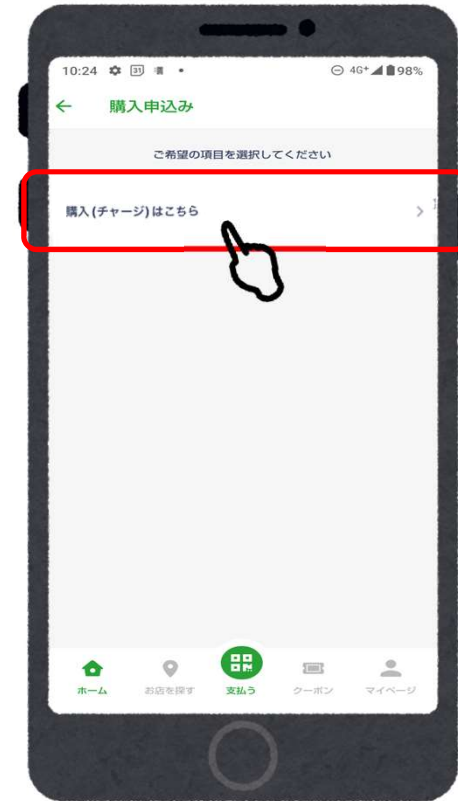 10:24 31 4G+ 98%
購入申込み
ご希望の項目を選択してください
購入(チャージ)はこちら
ホーム お店を探す 支払う クーポン マイページ